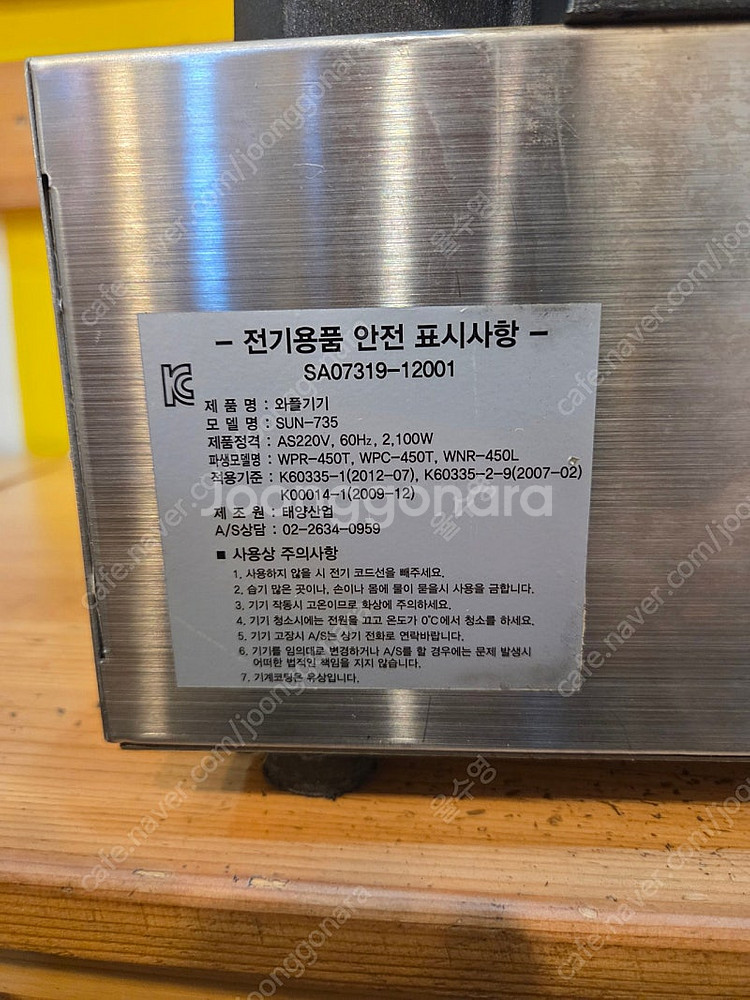 - 전기용품 안전 표시사항 -
SA07319-12001
제 품 명 : 와플기기
모 델 명 : SUN-735
제품정격 : AS220V, 60Hz, 2,100W
파생모델명 : WPR-450T, WPC-450T, WNR-450L
적용기준 : K60335-1(2012-07), K60335-2-9(2007-02)
K00014-1(2009-12)
제 조 원 : 태양산업
A/S상담 : 02-2634-0959
■ 사용상 주의사항
1. 사용하지 않을 시 전기 코드선을 빼주세요.
2. 습기 많은 곳이나, 손이나 몸에 물이 묻을시 사용을 금합니다.
3. 기기 작동시 고온이므로 화상에 주의하세요.
4. 기기 청소시에는 전원을 끄고 온도가 0℃에서 청소를 하세요.
5. 기기 고장시 A/S는 상기 전화로 연락바랍니다.
6. 기기를 임의대로 변경하거나 A/S를 할 경우에는 문제 발생시
어떠한 법적인 책임을 지지 않습니다.
7. 기계코팅은 유상입니다.
Joonggonara
cafe.naver.com/joonggonara
울수영